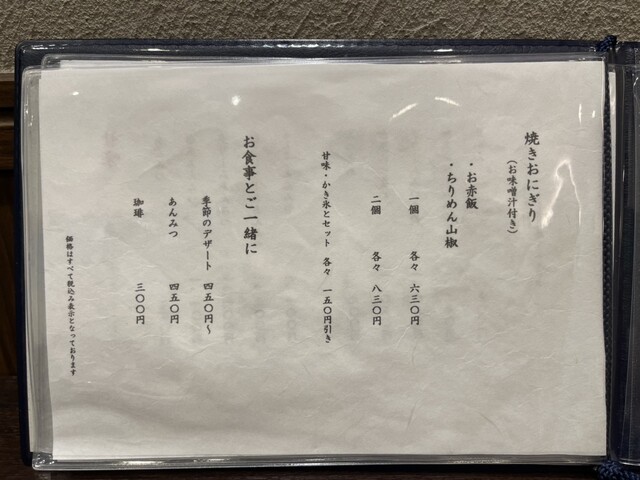 焼きおにぎり
（お味噌汁付き）
・お赤飯
・ちりめん山椒
一個　各々　六三〇円
二個　各々　八三〇円
甘味・かき氷とセット　各々　一五〇円引き
お食事とご一緒に
季節のデザート　四五〇円～
あんみつ　四五〇円
珈琲　三〇〇円
価格はすべて税込み表示となっております